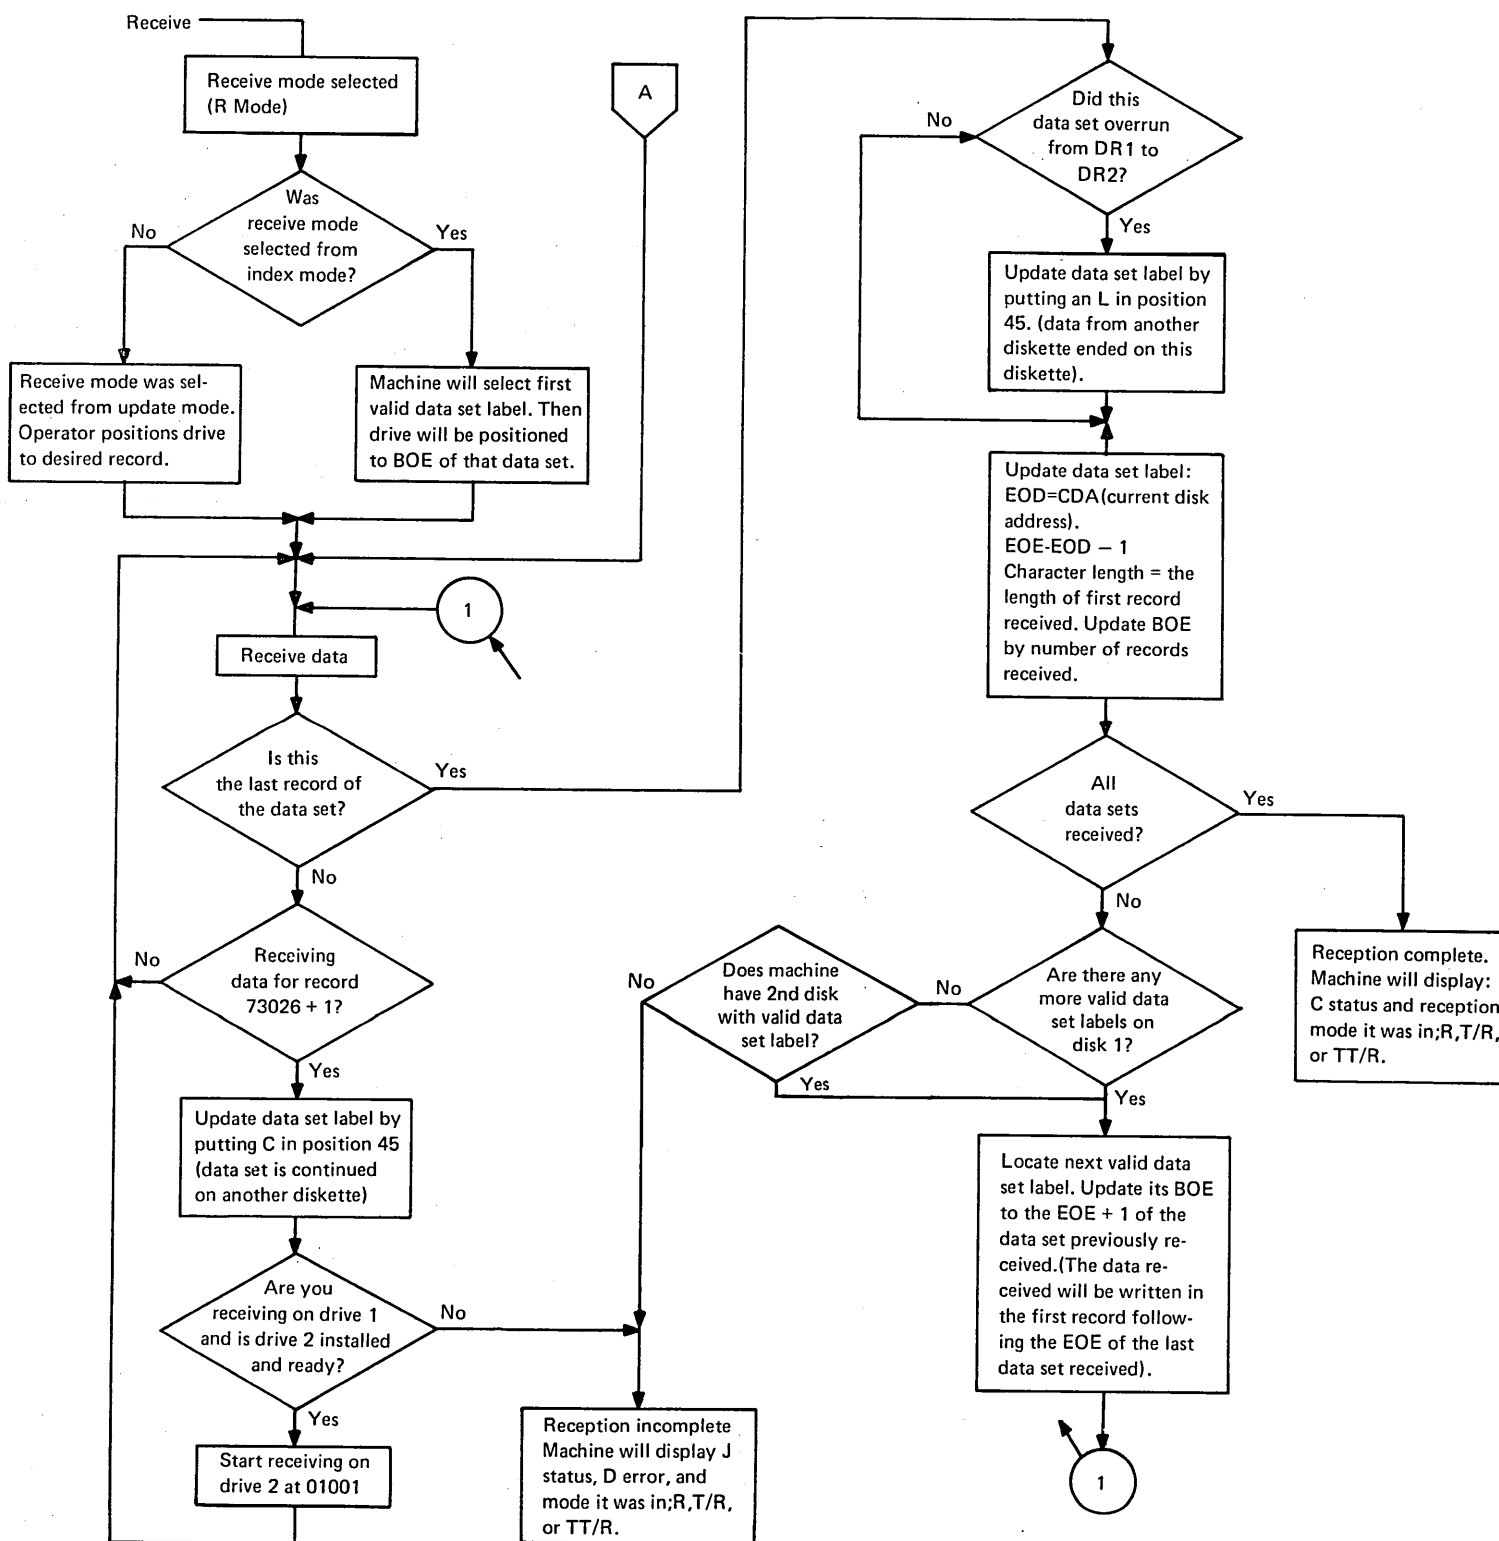 Receive
Receive mode selected
(R Mode)
Was
receive mode
selected from
index mode?
No
Yes
Receive mode was sel-
ected from update mode.
Operator positions drive
to desired record.
Machine will select first
valid data set label. Then
drive will be positioned
to BOE of that data set.
A
1
Receive data
Is this
the last record of
the data set?
Yes
No
Receiving
data for record
73026 + 1?
No
Yes
Update data set label by
putting C in position 45
(data set is continued
on another diskette)
Are you
receiving on drive 1
and is drive 2 installed
and ready?
No
Yes
Start receiving on
drive 2 at 01001
Reception incomplete
Machine will display J
status, D error, and
mode it was in;R,T/R,
or TT/R.
Did this
data set overrun
from DR1 to
DR2?
No
Yes
Update data set label by
putting an L in position
45. (data from another
diskette ended on this
diskette).
Update data set label:
EOD=CDA(current disk
address).
EOE-EOD – 1
Character length = the
length of first record
received. Update BOE
by number of records
received.
All
data sets
received?
Yes
No
Reception complete.
Machine will display:
C status and reception
mode it was in;R,T/R,
or TT/R.
Are there any
more valid data
set labels on
disk 1?
No
Yes
Does machine
have 2nd disk
with valid data
set label?
No
Yes
Locate next valid data
set label. Update its BOE
to the EOE + 1 of the
data set previously re-
ceived.(The data re-
ceived will be written in
the first record follow-
ing the EOE of the last
data set received).
1